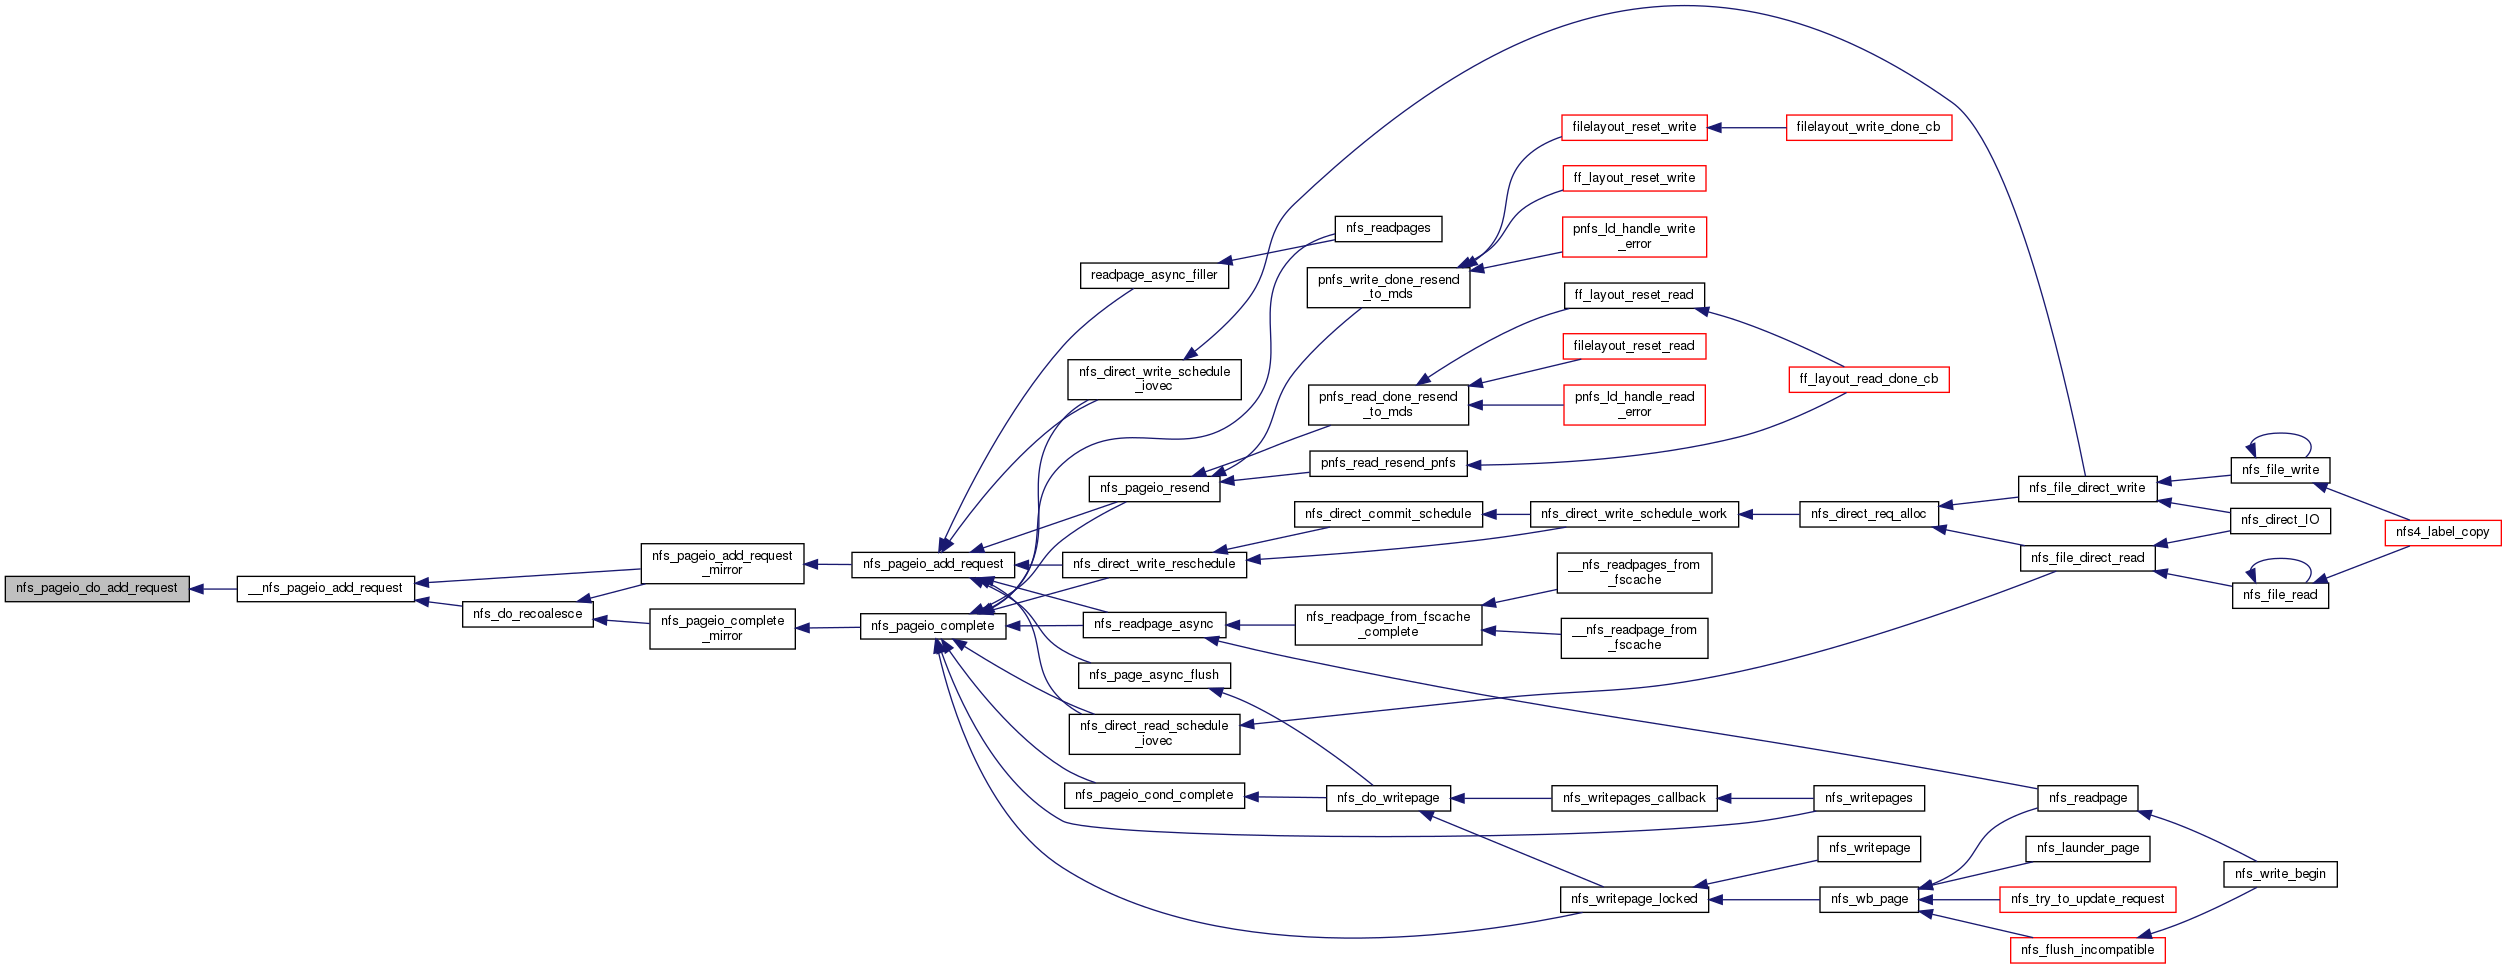 nfs_pageio_do_add_request
__nfs_pageio_add_request
nfs_do_recoalesce
nfs_pageio_add_request
_mirror
nfs_pageio_complete
_mirror
nfs_pageio_add_request
nfs_pageio_complete
readpage_async_filler
nfs_direct_write_schedule
_iovec
nfs_pageio_resend
nfs_direct_write_reschedule
nfs_readpage_async
nfs_page_async_flush
nfs_direct_read_schedule
_iovec
nfs_pageio_cond_complete
nfs_readpages
pnfs_write_done_resend
_to_mds
pnfs_read_done_resend
_to_mds
pnfs_read_resend_pnfs
nfs_direct_commit_schedule
nfs_readpage_from_fscache
_complete
nfs_do_writepage
filelayout_reset_write
ff_layout_reset_write
pnfs_ld_handle_write
_error
ff_layout_reset_read
filelayout_reset_read
pnfs_ld_handle_read
_error
nfs_direct_write_schedule_work
__nfs_readpages_from
_fscache
__nfs_readpage_from
_fscache
nfs_writepages_callback
nfs_writepage_locked
filelayout_write_done_cb
ff_layout_read_done_cb
nfs_direct_req_alloc
nfs_writepages
nfs_writepage
nfs_wb_page
nfs_file_direct_write
nfs_file_direct_read
nfs_readpage
nfs_launder_page
nfs_try_to_update_request
nfs_flush_incompatible
nfs_file_write
nfs_direct_IO
nfs_file_read
nfs_write_begin
nfs4_label_copy